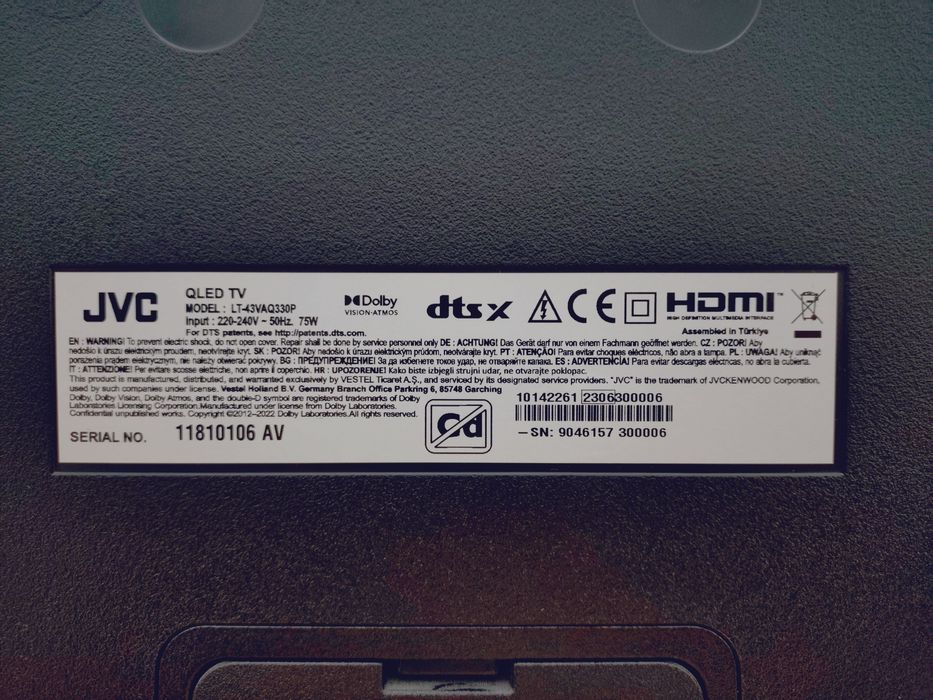 JVC
QLED TV
MODEL : LT-43VAQ330P
Input : 220-240V ~ 50Hz, 75W
For DTS patents, see http://patents.dts.com.
Dolby
VISION·ATMOS
dts X
CE
HDMI™
HIGH DEFINITION MULTIMEDIA INTERFACE
Assembled in Türkiye
EN : WARNING! To prevent electric shock, do not open cover. Repair shall be done by service personnel only DE : ACHTUNG! Das Gerät darf nur von einem Fachmann geöffnet werden. CZ : POZOR! Aby
nedošlo k úrazu elektrickým proudem, neotvírejte kryt. SK : POZOR! Aby nedošlo k úrazu elektrickým prúdom, neotvárajte kryt. PT : ATENÇÃO! Para evitar choques eléctricos, não abra a tampa. PL : UWAGA! Aby uniknąć
porażenia prądem elektrycznym, nie należy otwierać pokrywy. BG : ПРЕДУПРЕЖДЕНИЕ! За да избегнете токов удар, не отваряйте капака. ES : ADVERTENCIA! Para evitar descargas eléctricas, no abra la cubierta.
IT : ATTENZIONE! Per evitare scosse elettriche, non aprire il coperchio. HR : UPOZORENJE! Kako biste izbjegli strujni udar, ne otvarajte poklopac.
This product is manufactured, distributed, and warranted exclusively by VESTEL Ticaret A.Ş., and serviced by its designated service providers. "JVC" is the trademark of JVCKENWOOD Corporation,
used by such companies under license. Vestel Holland B.V. Germany Branch Office Parkring 6, 85748 Garching
Dolby, Dolby Vision, Dolby Atmos, and the double-D symbol are registered trademarks of Dolby
Laboratories Licensing Corporation.Manufactured under license from Dolby Laboratories.
Confidential unpublished works. Copyright ©2012–2022 Dolby Laboratories.All rights reserved.
SERIAL NO. 11810106 AV
Cd
10142261 2306300006
–SN: 9046157 300006